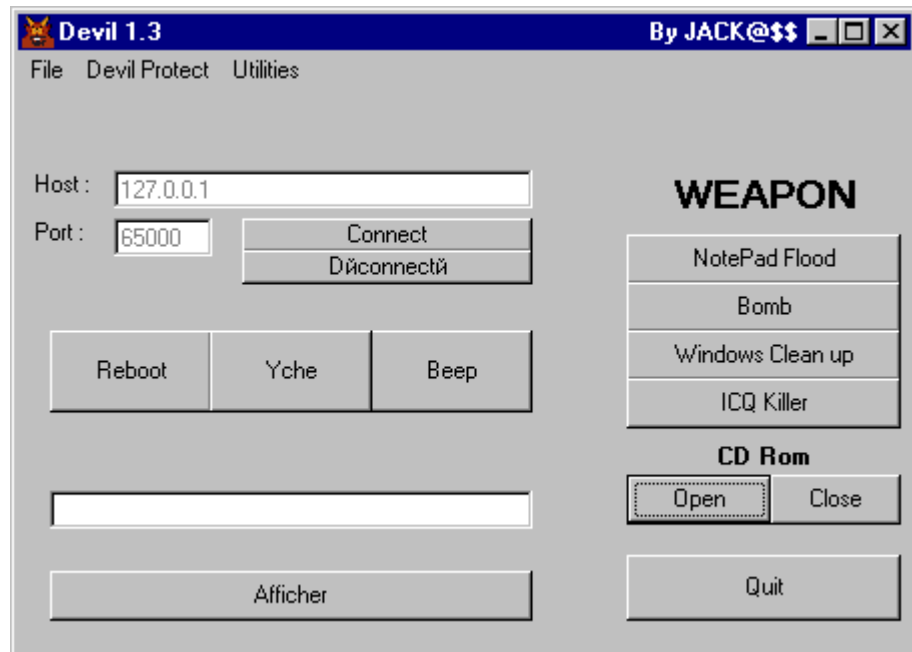 Devil 1.3 By JACK@$$
File Devil Protect Utilities
Host :
127.0.0.1
Port :
65000
Connect
Dйconnectй
Reboot
Yche
Beep
Afficher
WEAPON
NotePad Flood
Bomb
Windows Clean up
ICQ Killer
CD Rom
Open
Close
Quit